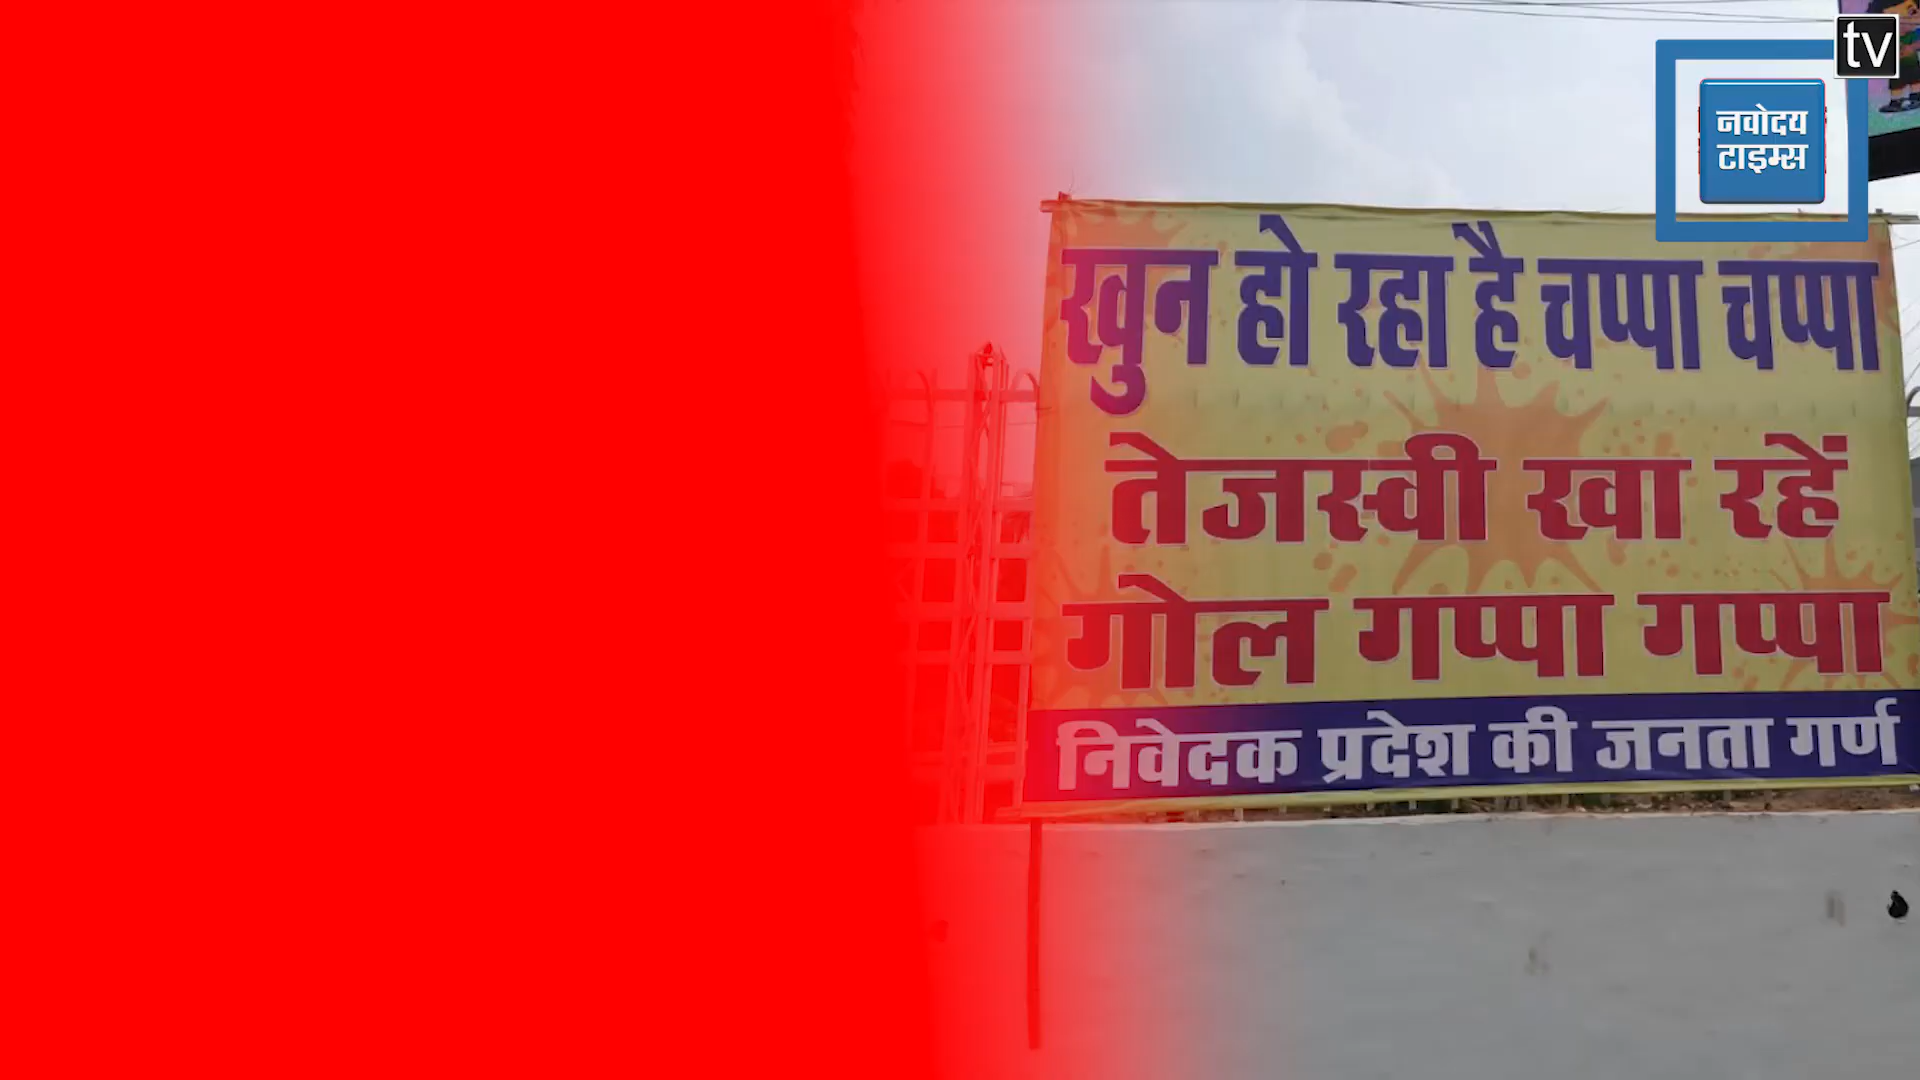 tv
नवोदय
टाइम्स
खुन हो रहा है चप्पा चप्पा
तेजस्वी खा रहें
गोल गप्पा गप्पा
निवेदक प्रदेश की जनता गर्ण